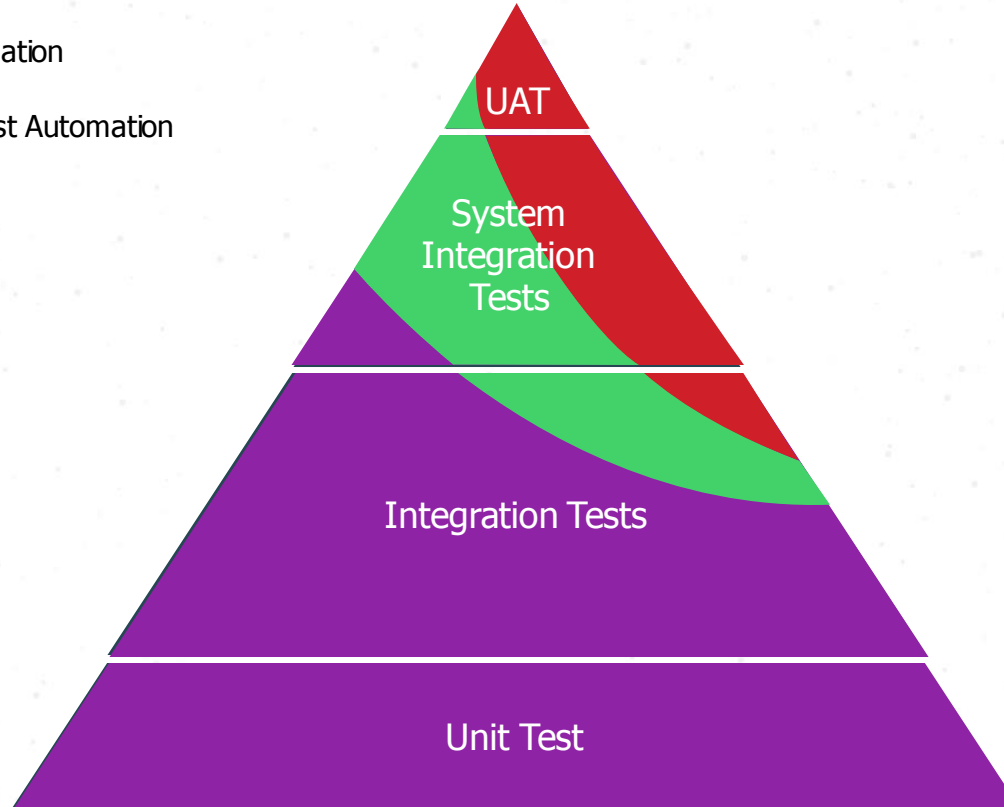 ation
st Automation
UAT
System
Integration
Tests
Integration Tests
Unit Test